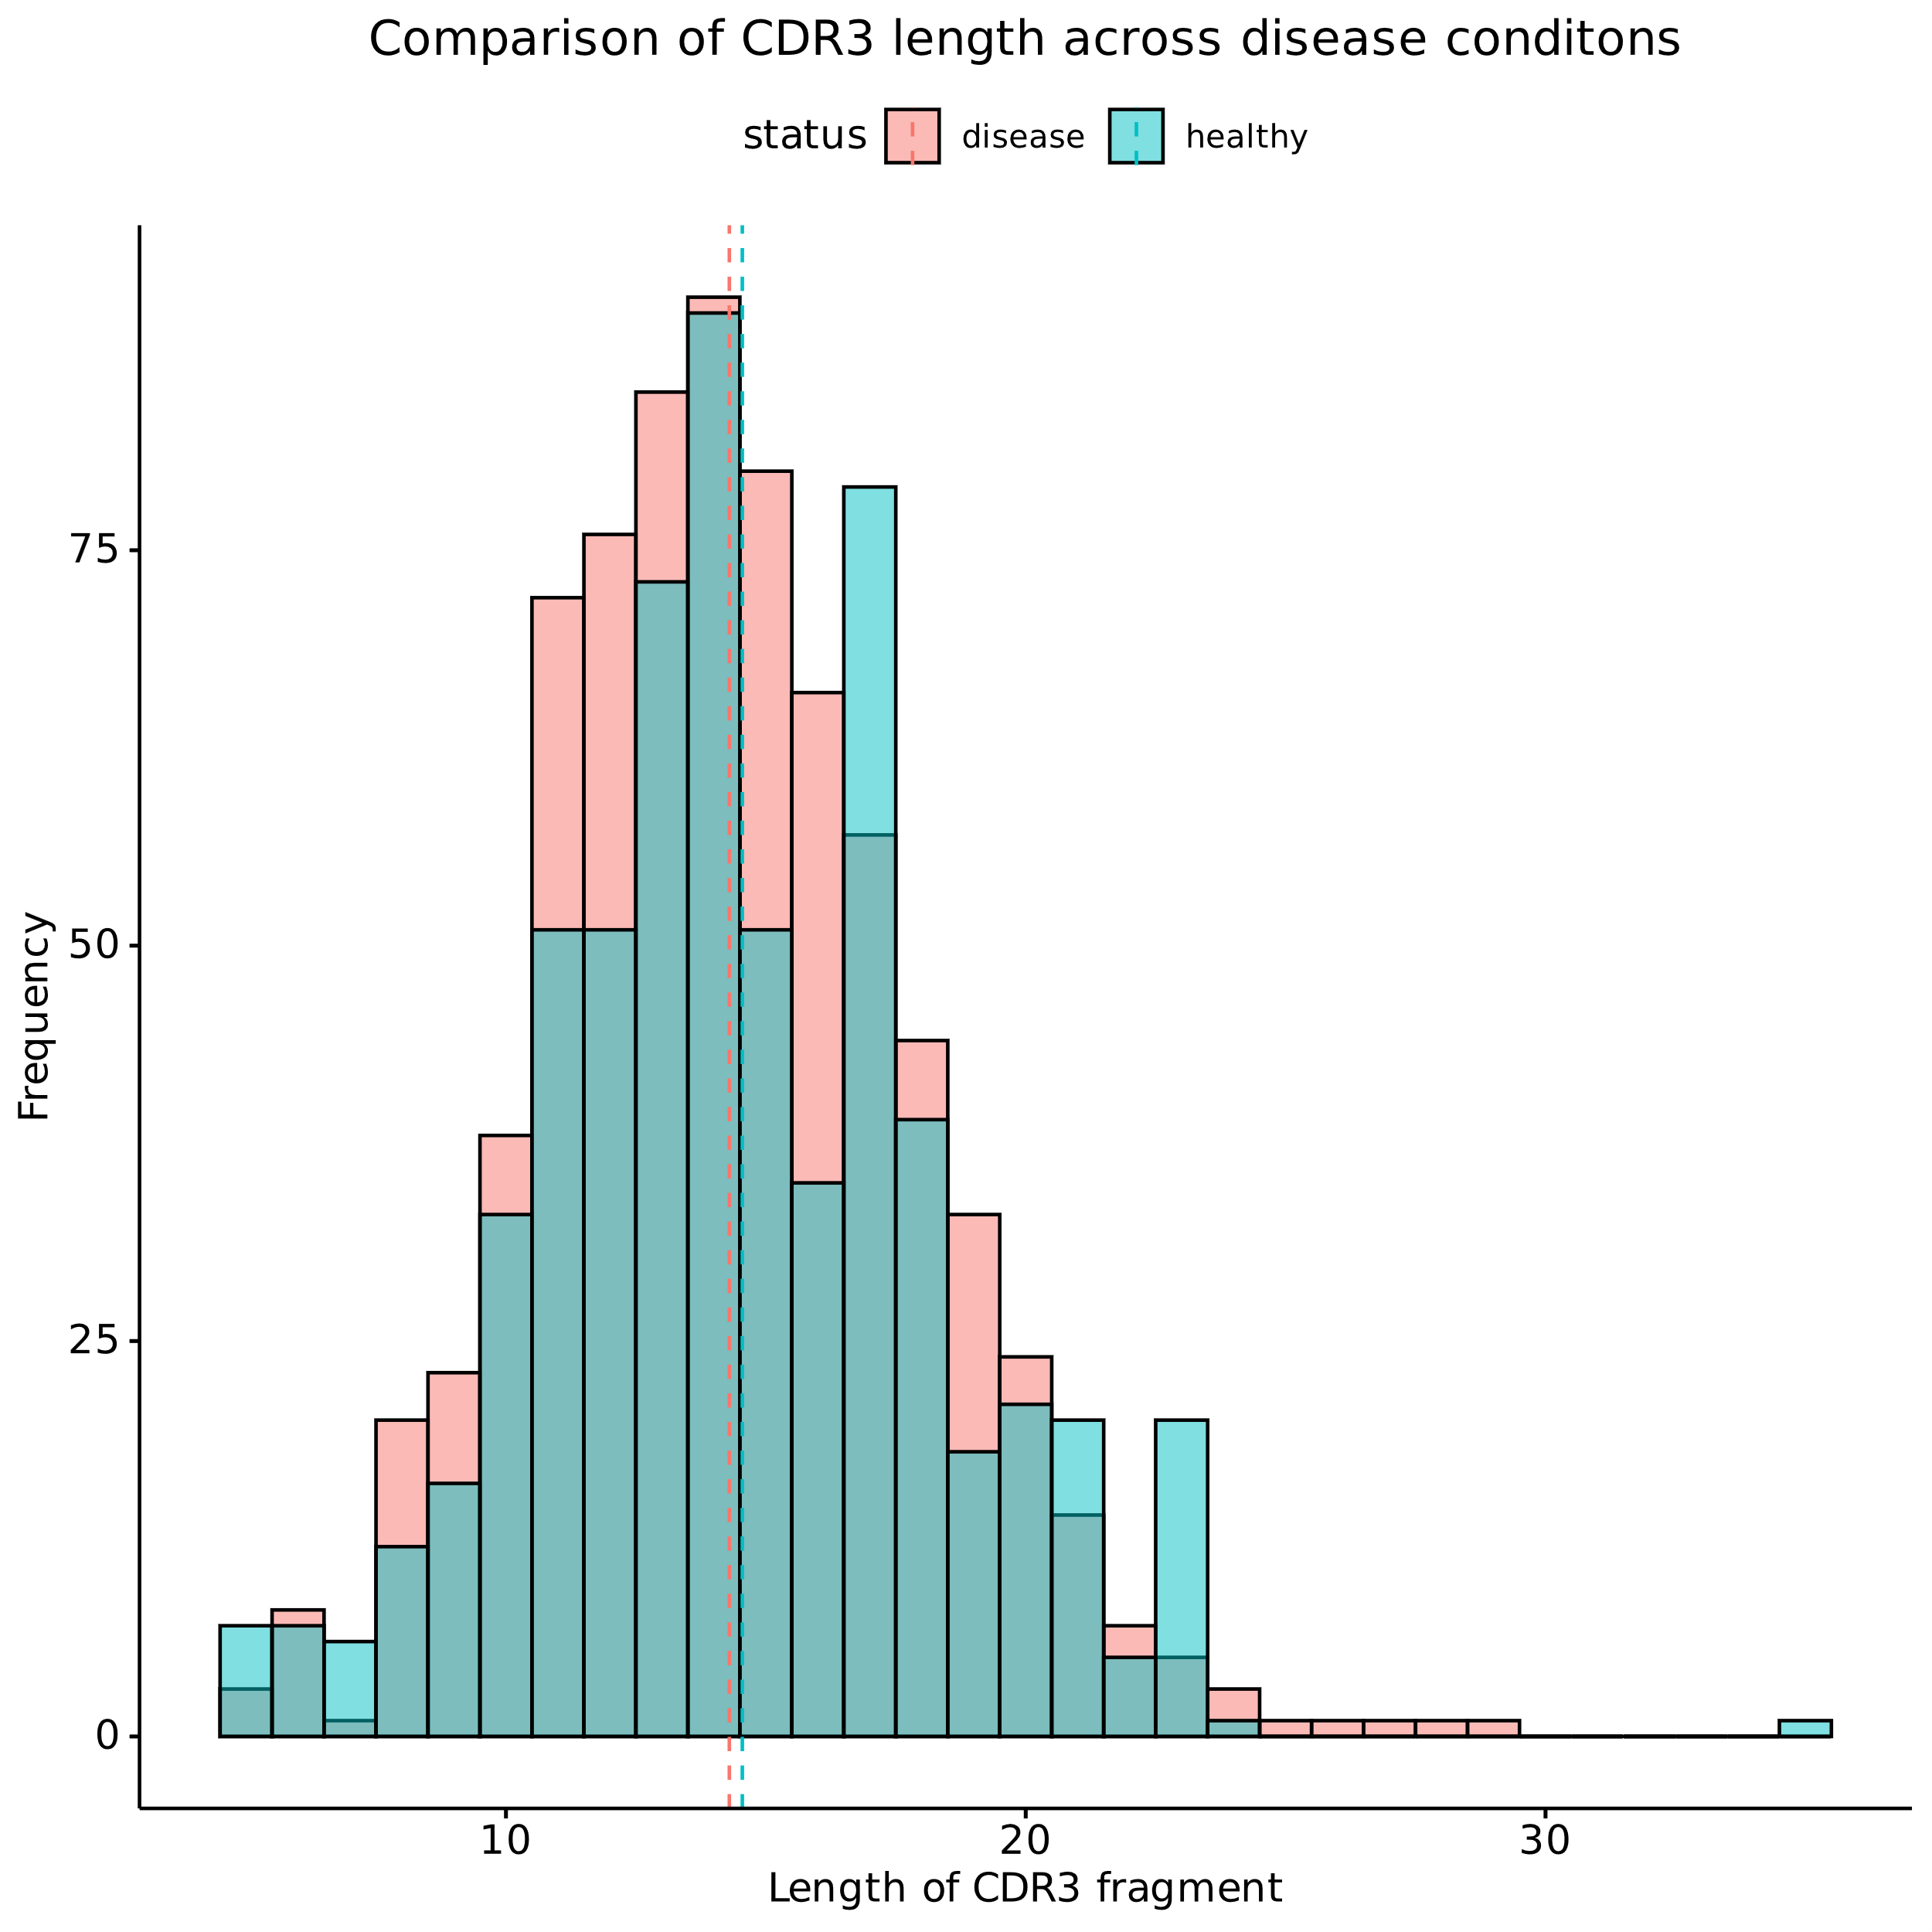 Comparison of CDR3 length across disease conditons
status disease healthy
75
50
25
0
Frequency
10 20 30
Length of CDR3 fragment